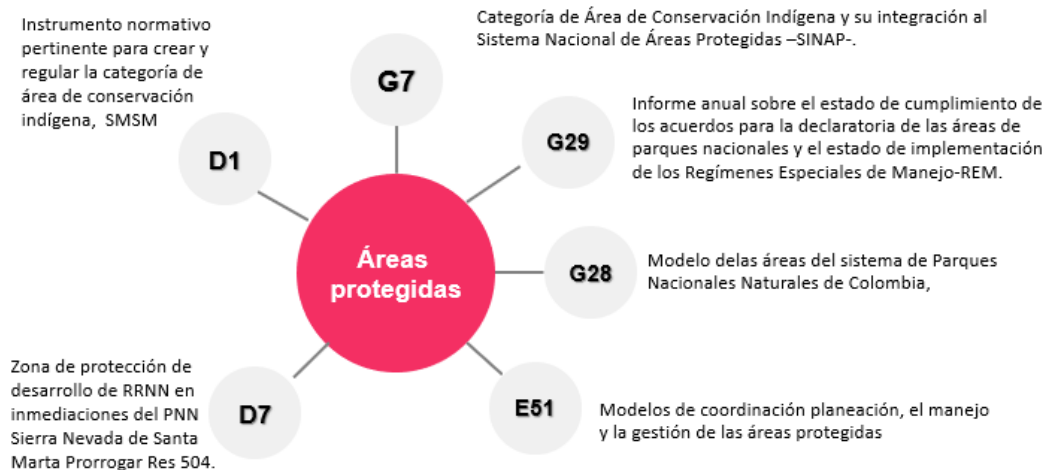 Instrumento normativo
pertinente para crear y
regular la categoría de
área de conservación
indígena,  SMSM
D1
G7
Categoría de Área de Conservación Indígena y su integración al
Sistema Nacional de Áreas Protegidas –SINAP-.
G29
Informe anual sobre el estado de cumplimiento de
los acuerdos para la declaratoria de las áreas de
parques nacionales y el estado de implementación
de los Regímenes Especiales de Manejo-REM.
Áreas
protegidas
G28
Modelo delas áreas del sistema de Parques
Nacionales Naturales de Colombia,
E51
Modelos de coordinación planeación, el manejo
y la gestión de las áreas protegidas
D7
Zona de protección de
desarrollo de RRNN en
inmediaciones del PNN
Sierra Nevada de Santa
Marta Prorrogar Res 504.